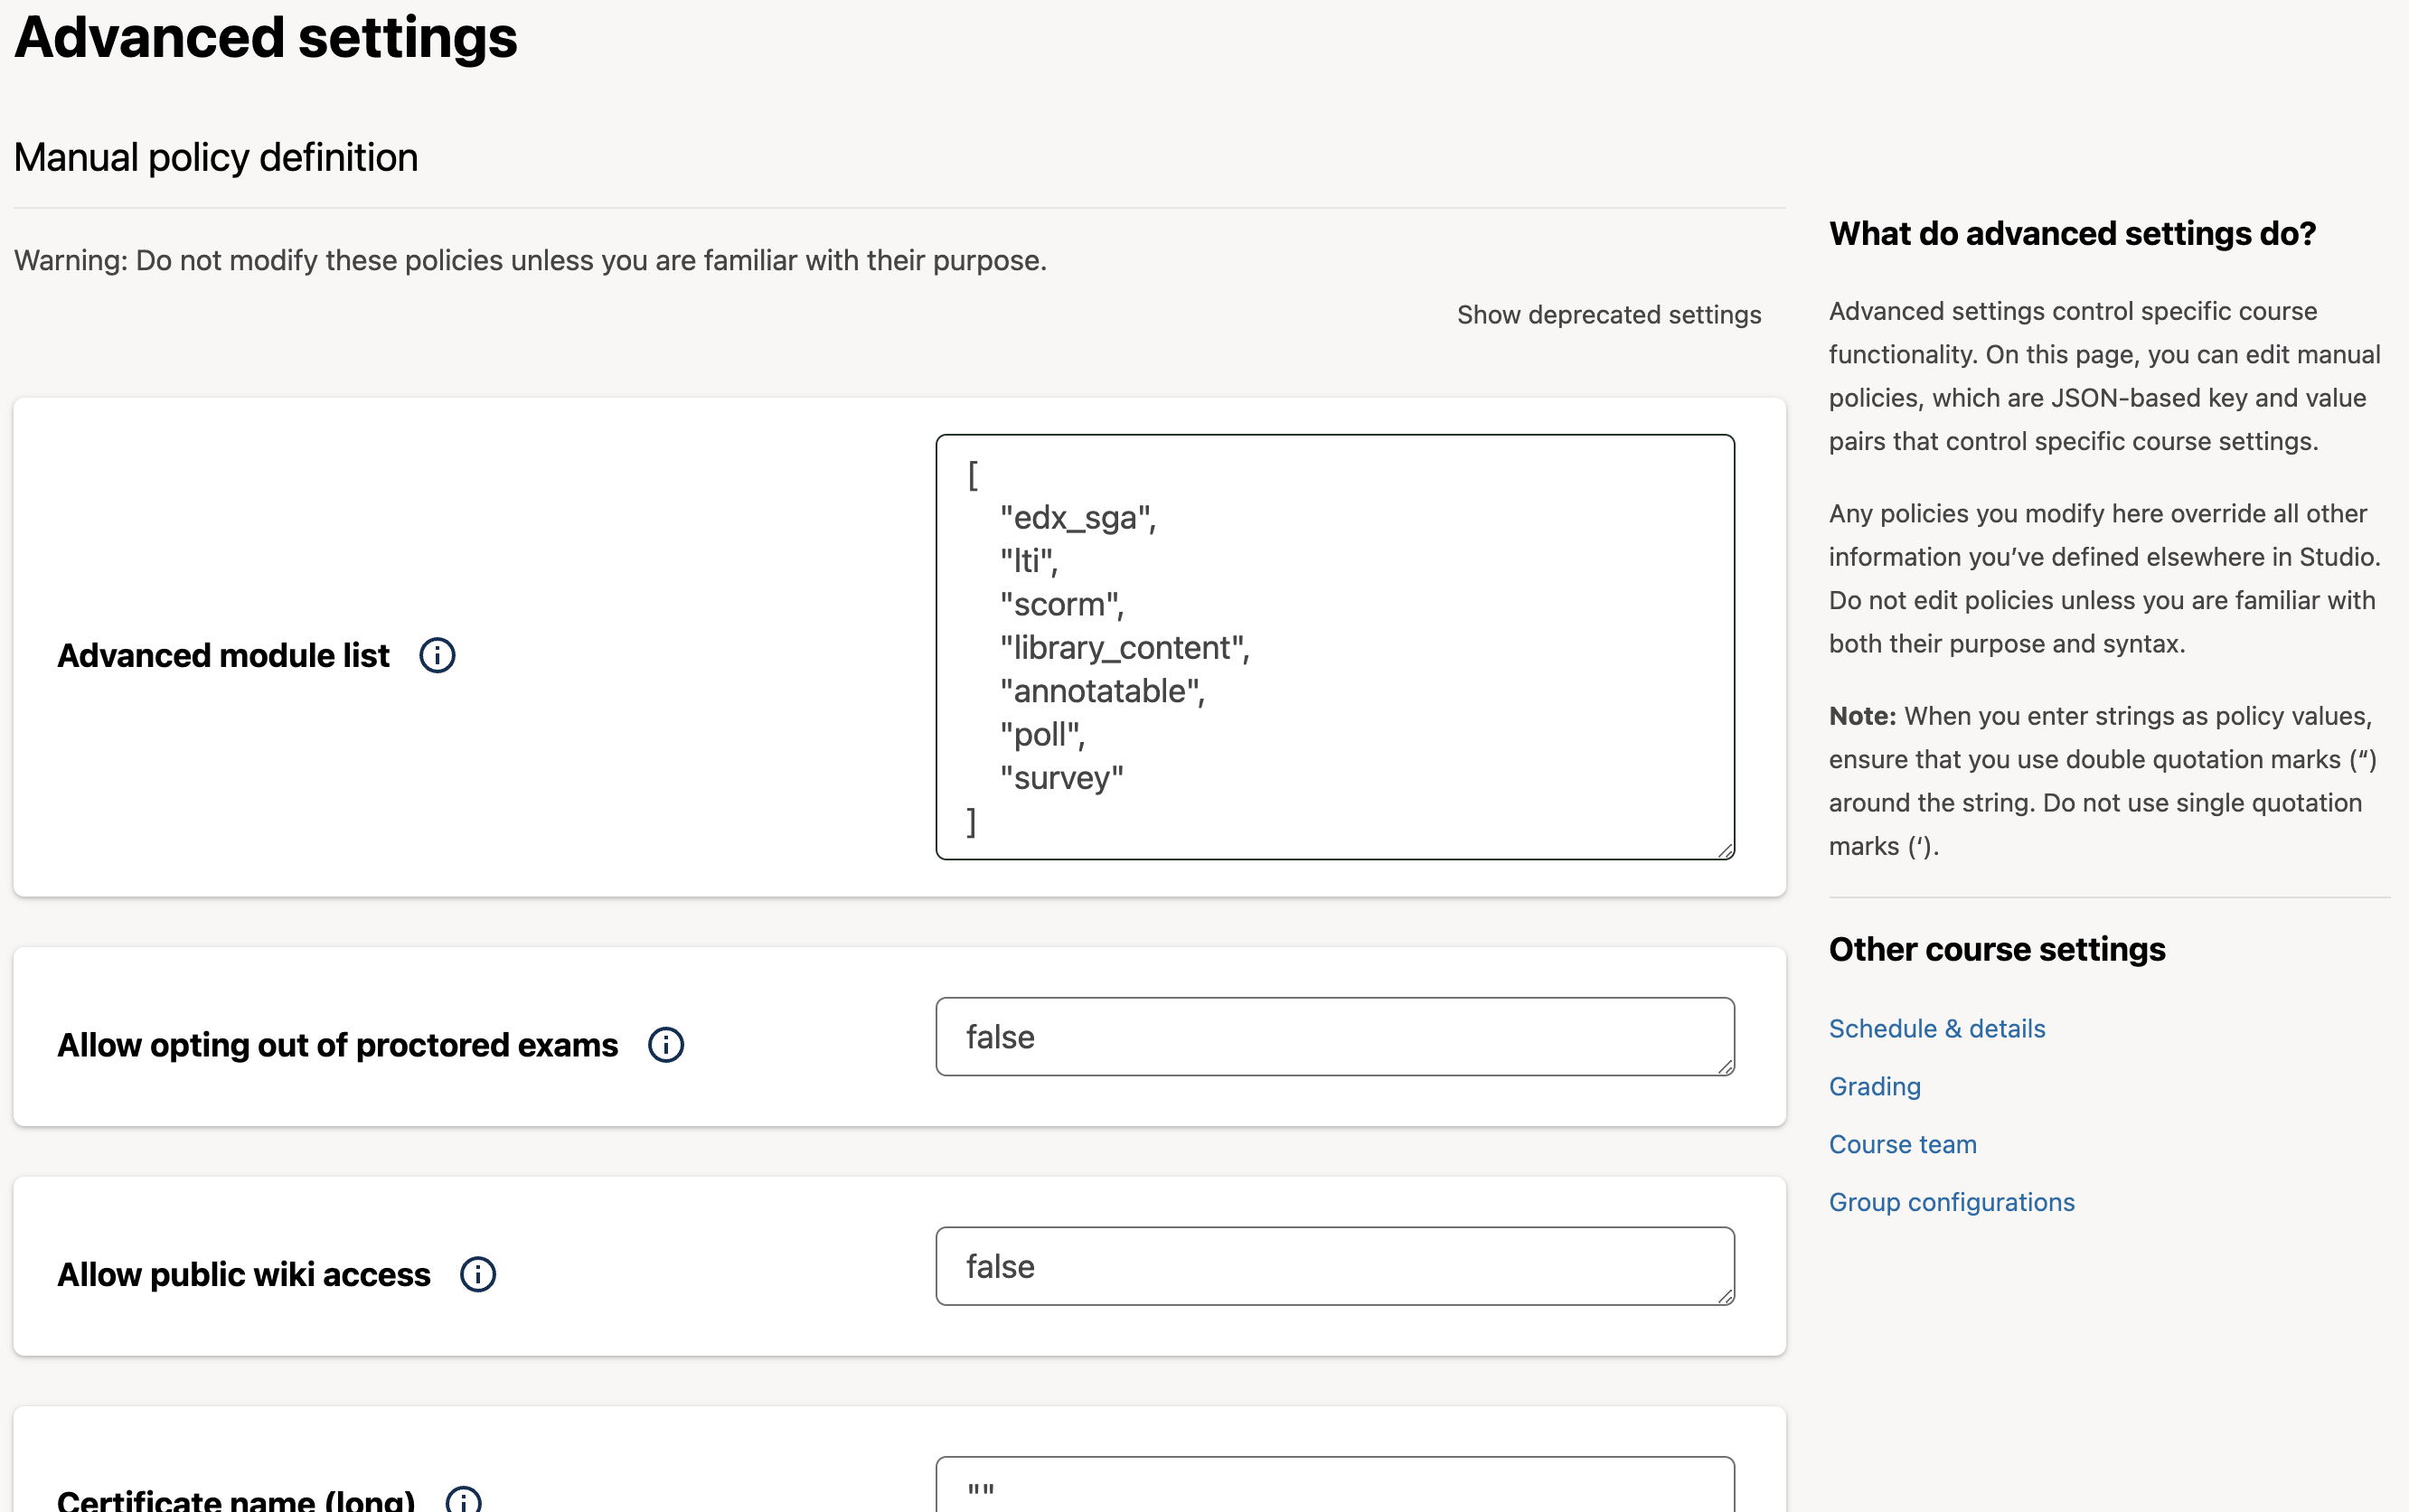 Advanced settings
Manual policy definition
Warning: Do not modify these policies unless you are familiar with their purpose.
Show deprecated settings
Advanced module list
[
"edx_sga",
"lti",
"scorm",
"library_content",
"annotatable",
"poll",
"survey"
]
Allow opting out of proctored exams
false
Allow public wiki access
false
Certificate name (long)
""
What do advanced settings do?
Advanced settings control specific course
functionality. On this page, you can edit manual
policies, which are JSON-based key and value
pairs that control specific course settings.
Any policies you modify here override all other
information you’ve defined elsewhere in Studio.
Do not edit policies unless you are familiar with
both their purpose and syntax.
Note: When you enter strings as policy values,
ensure that you use double quotation marks (“)
around the string. Do not use single quotation
marks (‘).
Other course settings
Schedule & details
Grading
Course team
Group configurations